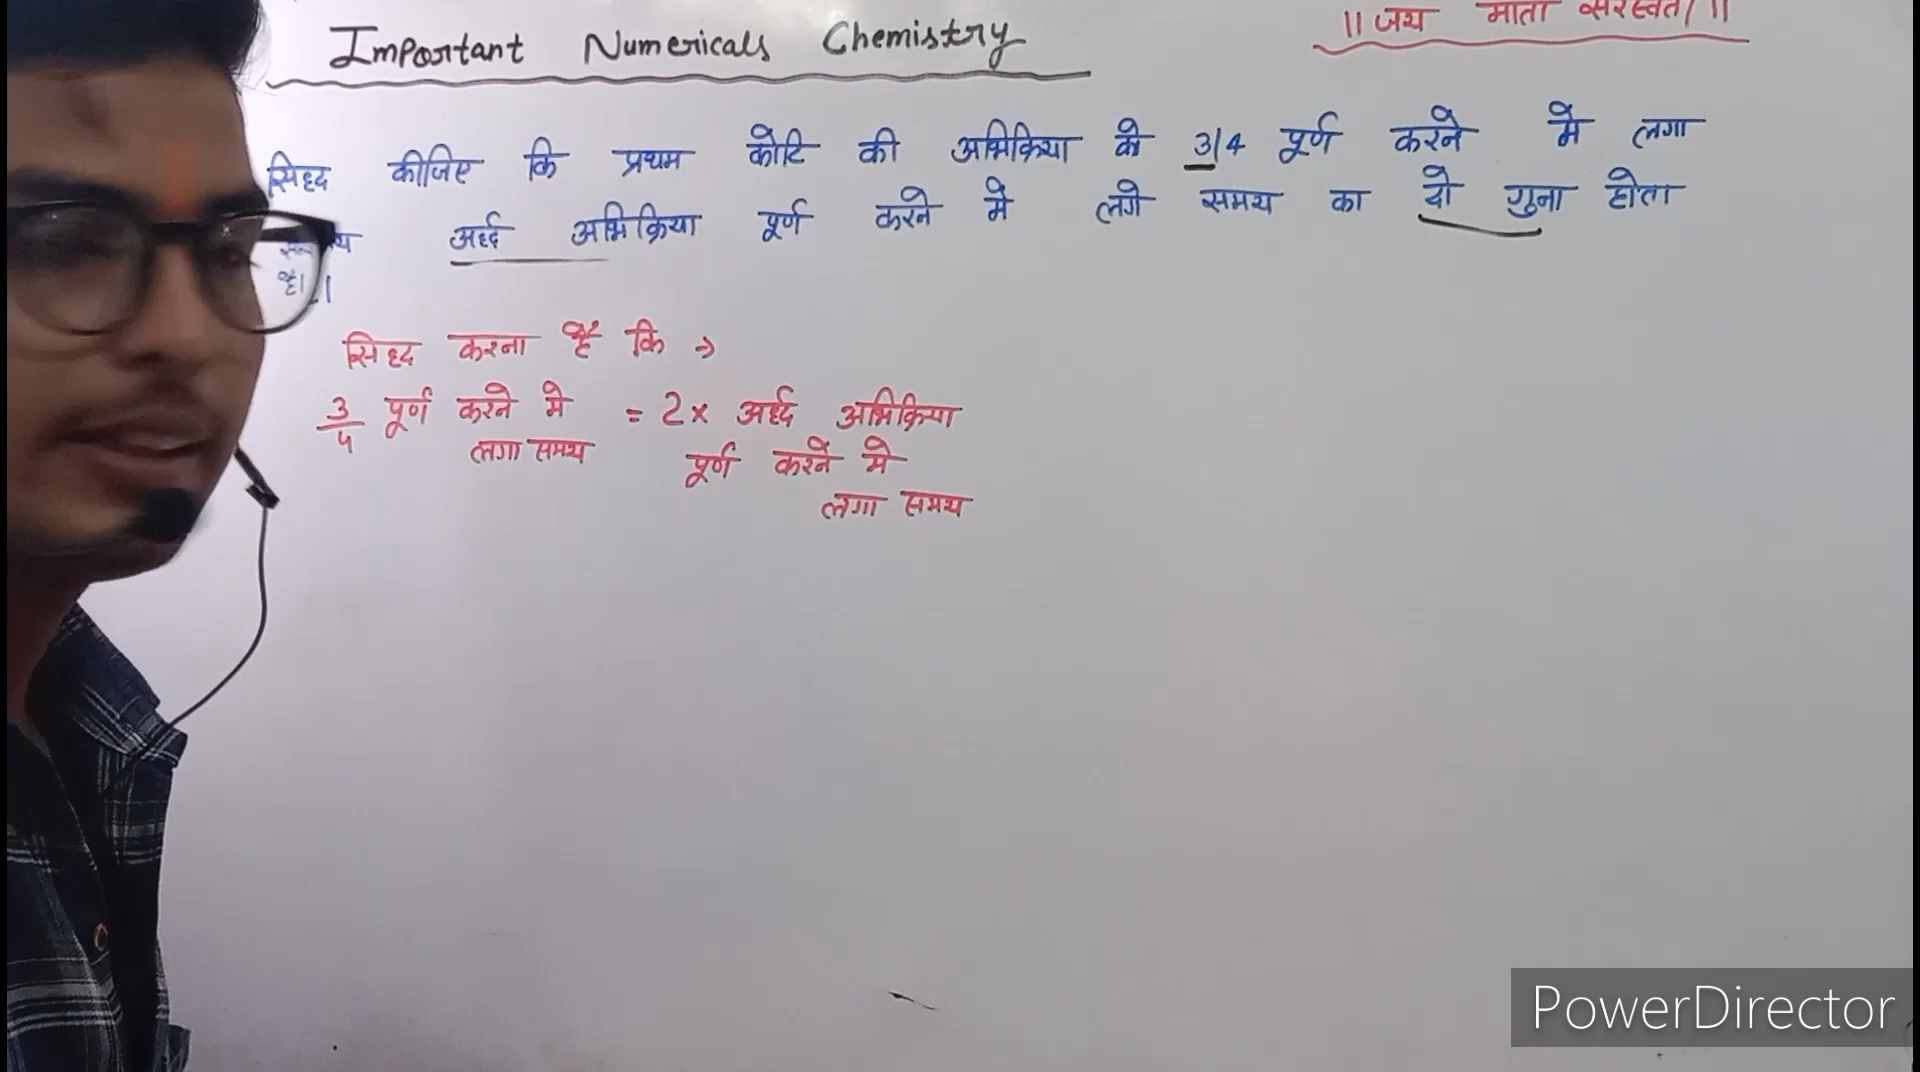 Important Numericals Chemistry
॥ जय माता सरस्वती ॥
सिद्ध कीजिए कि प्रथम कोटि की अभिक्रिया को 3/4 पूर्ण करने मे लगा
अर्द्ध अभिक्रिया पूर्ण करने मे लगे समय का दो गुना होता
है।
सिद्ध करना है कि →
3/4 पूर्ण करने मे = 2 x अर्द्ध अभिक्रिया
लगा समय पूर्ण करने मे
लगा समय
PowerDirector